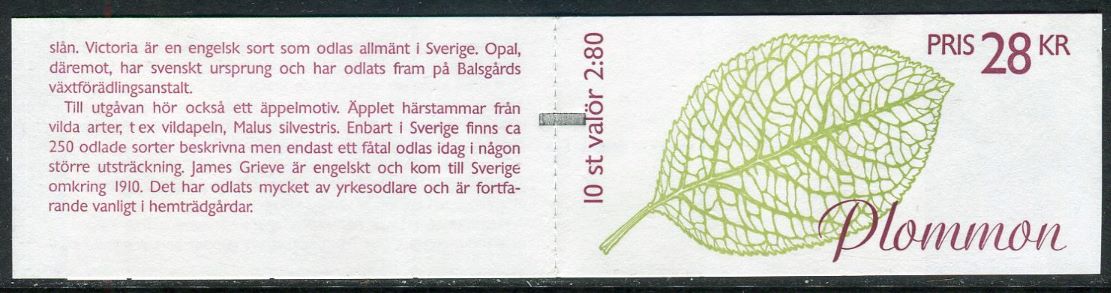 slån. Victoria är en engelsk sort som odlas allmänt i Sverige. Opal,
däremot, har svenskt ursprung och har odlats fram på Balsgårds
växtförädlingsanstalt.
Till utgåvan hör också ett äppelmotiv. Äpplet härstammar från
vilda arter, t ex vildapeln, Malus silvestris. Enbart i Sverige finns ca
250 odlade sorter beskrivna men endast ett fåtal odlas idag i någon
större utsträckning. James Grieve är engelskt och kom till Sverige
omkring 1910. Det har odlats mycket av yrkesodlare och är fortfa-
rande vanligt i hemträdgårdar.
10 st valör 2:80
PRIS 28 KR
Plommon